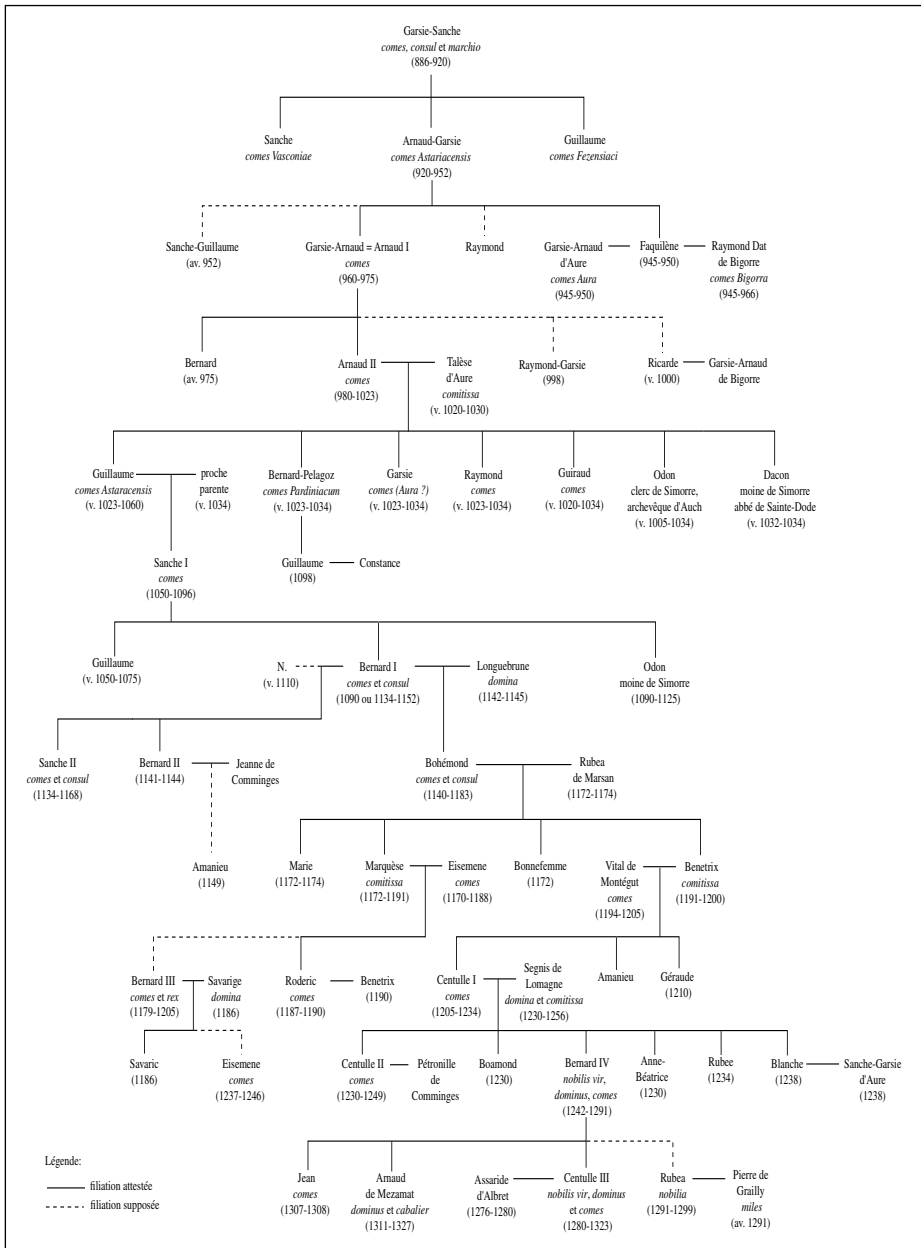 Garsie-Sanche
comes, consul et marchio
(886-920)
Sanche
comes Vasconiae
Arnaud-Garsie
comes Astariacensis
(920-952)
Guillaume
comes Fezensiaci
Sanche-Guillaume
(av. 952)
Garsie-Arnaud = Arnaud I
comes
(960-975)
Raymond
Garsie-Arnaud
d'Aure
comes Aura
(945-950)
Faquilène
(945-950)
Raymond Dat
de Bigorre
comes Bigorra
(945-966)
Bernard
(av. 975)
Arnaud II
comes
(980-1023)
Talèse
d'Aure
comitissa
(v. 1020-1030)
Raymond-Garsie
(998)
Ricarde
(v. 1000)
Garsie-Arnaud
de Bigorre
Guillaume
comes Astaracensis
(v. 1023-1060)
proche
parente
(v. 1034)
Bernard-Pelagoz
comes Pardiniacum
(v. 1023-1034)
Garsie
comes (Aura ?)
(v. 1023-1034)
Raymond
comes
(v. 1023-1034)
Guiraud
comes
(v. 1020-1034)
Odon
clerc de Simorre,
archevêque d'Auch
(v. 1005-1034)
Dacon
moine de Simorre
abbé de Sainte-Dode
(v. 1032-1034)
Sanche I
comes
(1050-1096)
Guillaume
(1098)
Constance
Guillaume
(v. 1050-1075)
N.
(v. 1110)
Bernard I
comes et consul
(1090 ou 1134-1152)
Longuebrune
domina
(1142-1145)
Odon
moine de Simorre
(1090-1125)
Sanche II
comes et consul
(1134-1168)
Bernard II
(1141-1144)
Jeanne de
Comminges
Bohémond
comes et consul
(1140-1183)
Rubea
de Marsan
(1172-1174)
Amanieu
(1149)
Marie
(1172-1174)
Marquèse
comitissa
(1172-1191)
Eisemene
comes
(1170-1188)
Bonnefemme
(1172)
Vital de
Montégut
comes
(1194-1205)
Benetrix
comitissa
(1191-1200)
Bernard III
comes et rex
(1179-1205)
Savarige
domina
(1186)
Roderic
comes
(1187-1190)
Benetrix
(1190)
Centulle I
comes
(1205-1234)
Segnis de
Lomagne
domina et comitissa
(1230-1256)
Amanieu
Géraude
(1210)
Savaric
(1186)
Eisemene
comes
(1237-1246)
Centulle II
comes
(1230-1249)
Pétronille
de
Comminges
Boamond
(1230)
Bernard IV
nobilis vir,
dominus, comes
(1242-1291)
Anne-
Béatrice
(1230)
Rubee
(1234)
Blanche
(1238)
Sanche-Garsie
d'Aure
(1238)
Légende:
filiation attestée
filiation supposée
Jean
comes
(1307-1308)
Arnaud
de Mezamat
dominus et cabalier
(1311-1327)
Assaride
d'Albret
(1276-1280)
Centulle III
nobilis vir, dominus
et comes
(1280-1323)
Rubea
nobilia
(1291-1299)
Pierre de
Grailly
miles
(av. 1291)